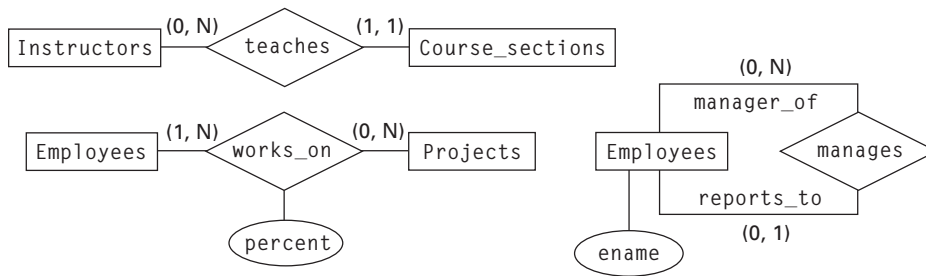 (0, N) (1, 1)
Instructors teaches Course_sections
(1, N) (0, N)
Employees works_on Projects
percent
(0, N)
manager_of
Employees manages
reports_to
(0, 1)
ename